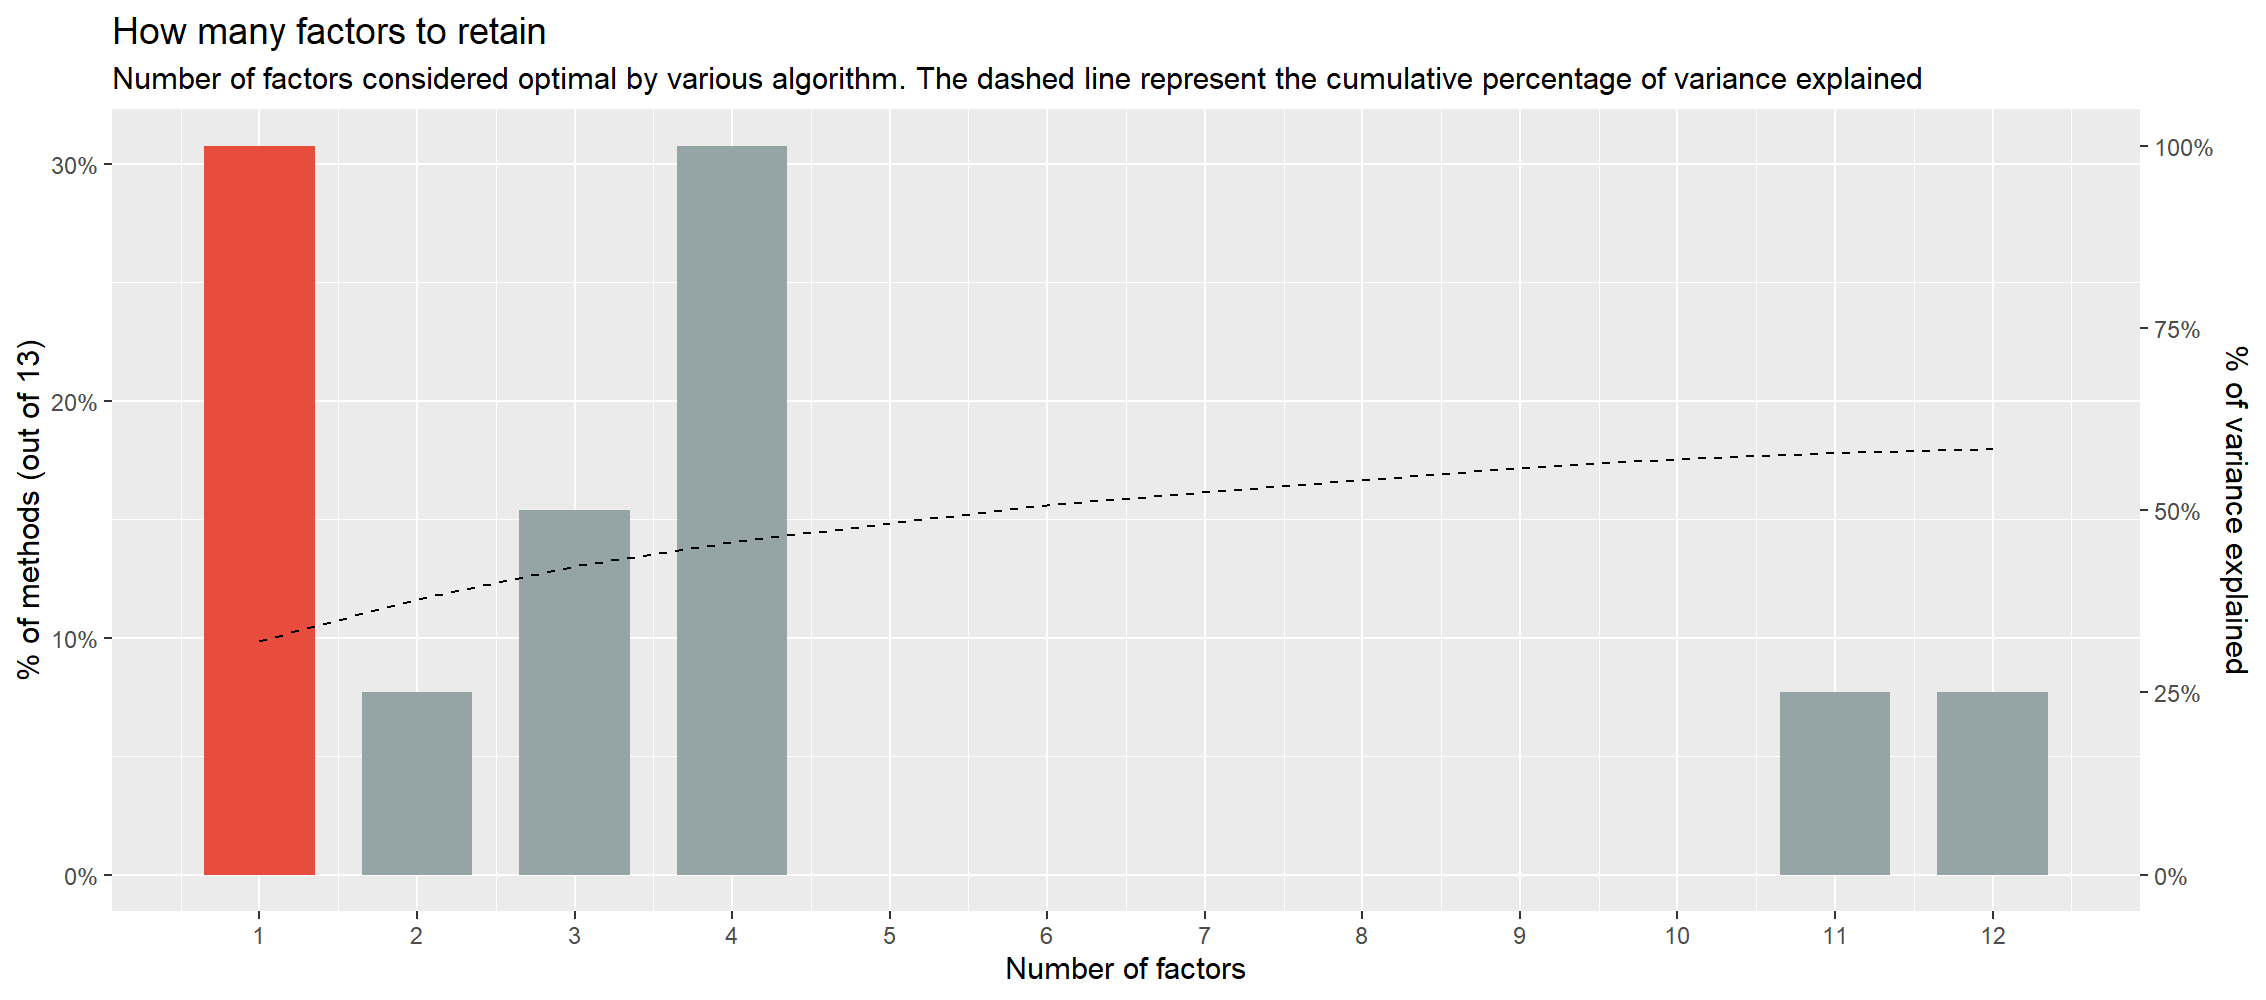 How many factors to retain
Number of factors considered optimal by various algorithm. The dashed line represent the cumulative percentage of variance explained
% of methods (out of 13)
30%
20%
10%
0%
100%
75%
50%
25%
0%
% of variance explained
1 2 3 4 5 6 7 8 9 10 11 12
Number of factors